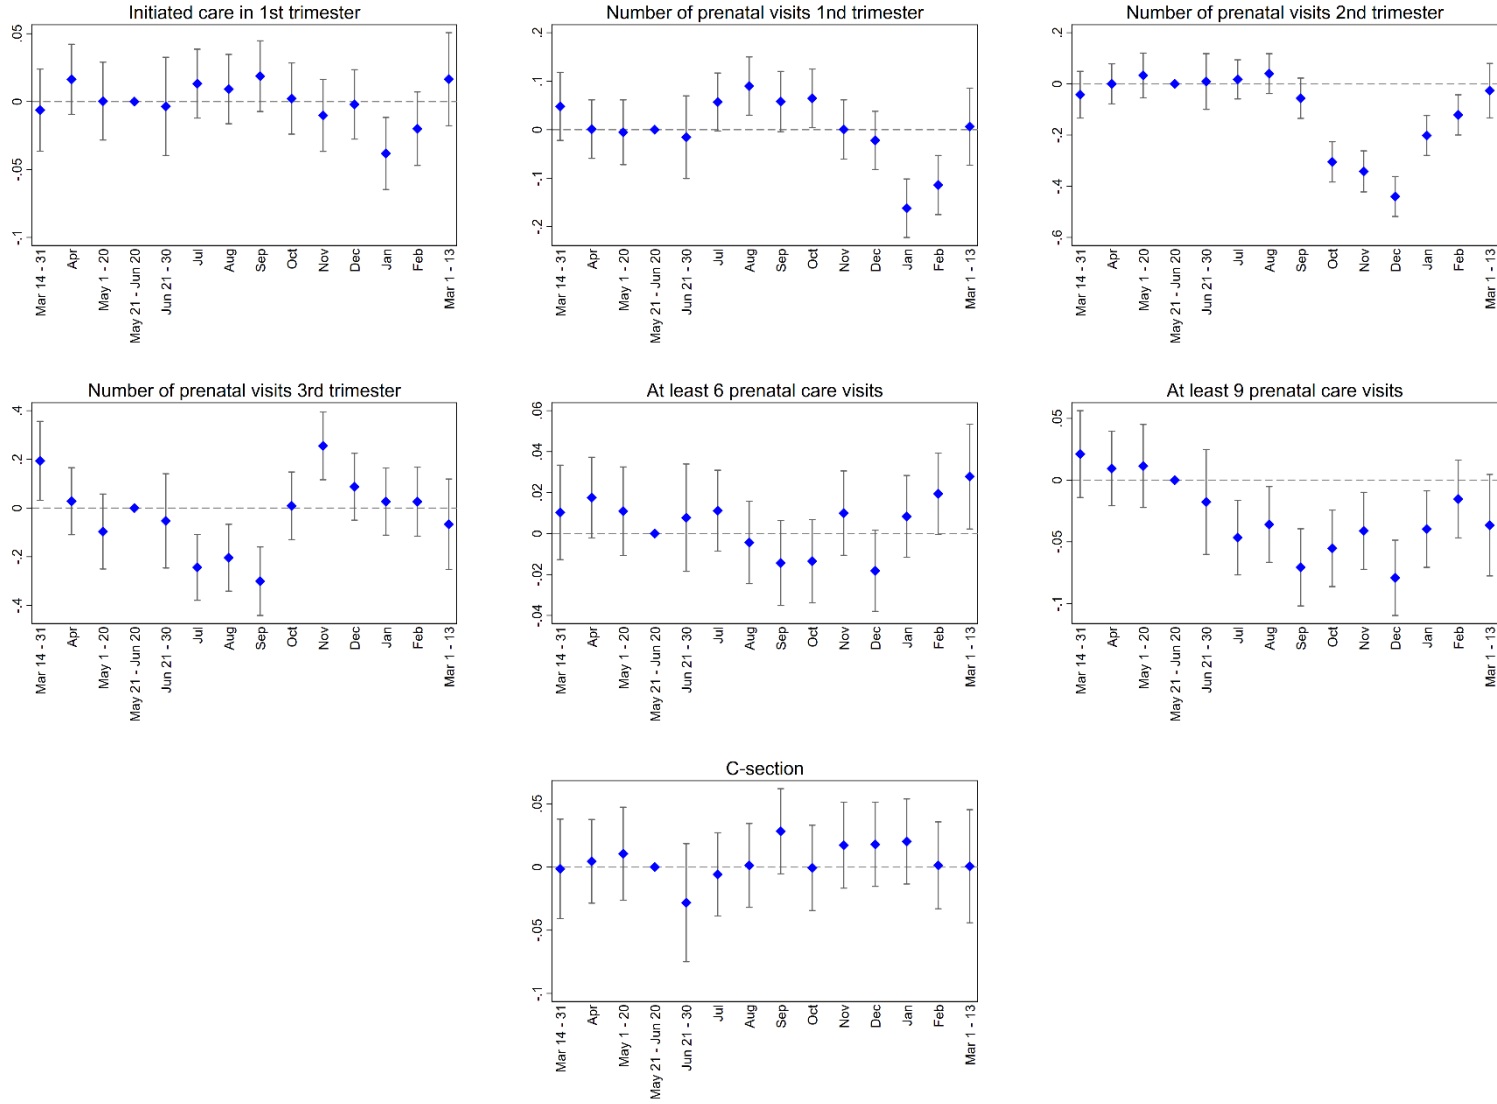 Initiated care in 1st trimester
.05
0
-.05
-.1
Mar 14 - 31
Apr
May 1 - 20
May 21 - Jun 20
Jun 21 - 30
Jul
Aug
Sep
Oct
Nov
Dec
Jan
Feb
Mar 1 - 13
Number of prenatal visits 1nd trimester
.2
.1
0
-.1
-.2
Mar 14 - 31
Apr
May 1 - 20
May 21 - Jun 20
Jun 21 - 30
Jul
Aug
Sep
Oct
Nov
Dec
Jan
Feb
Mar 1 - 13
Number of prenatal visits 2nd trimester
.2
0
-.2
-.4
-.6
Mar 14 - 31
Apr
May 1 - 20
May 21 - Jun 20
Jun 21 - 30
Jul
Aug
Sep
Oct
Nov
Dec
Jan
Feb
Mar 1 - 13
Number of prenatal visits 3rd trimester
.4
.2
0
-.2
-.4
Mar 14 - 31
Apr
May 1 - 20
May 21 - Jun 20
Jun 21 - 30
Jul
Aug
Sep
Oct
Nov
Dec
Jan
Feb
Mar 1 - 13
At least 6 prenatal care visits
.06
.04
.02
0
-.02
-.04
Mar 14 - 31
Apr
May 1 - 20
May 21 - Jun 20
Jun 21 - 30
Jul
Aug
Sep
Oct
Nov
Dec
Jan
Feb
Mar 1 - 13
At least 9 prenatal care visits
.05
0
-.05
-.1
Mar 14 - 31
Apr
May 1 - 20
May 21 - Jun 20
Jun 21 - 30
Jul
Aug
Sep
Oct
Nov
Dec
Jan
Feb
Mar 1 - 13
C-section
.05
0
-.05
-.1
Mar 14 - 31
Apr
May 1 - 20
May 21 - Jun 20
Jun 21 - 30
Jul
Aug
Sep
Oct
Nov
Dec
Jan
Feb
Mar 1 - 13